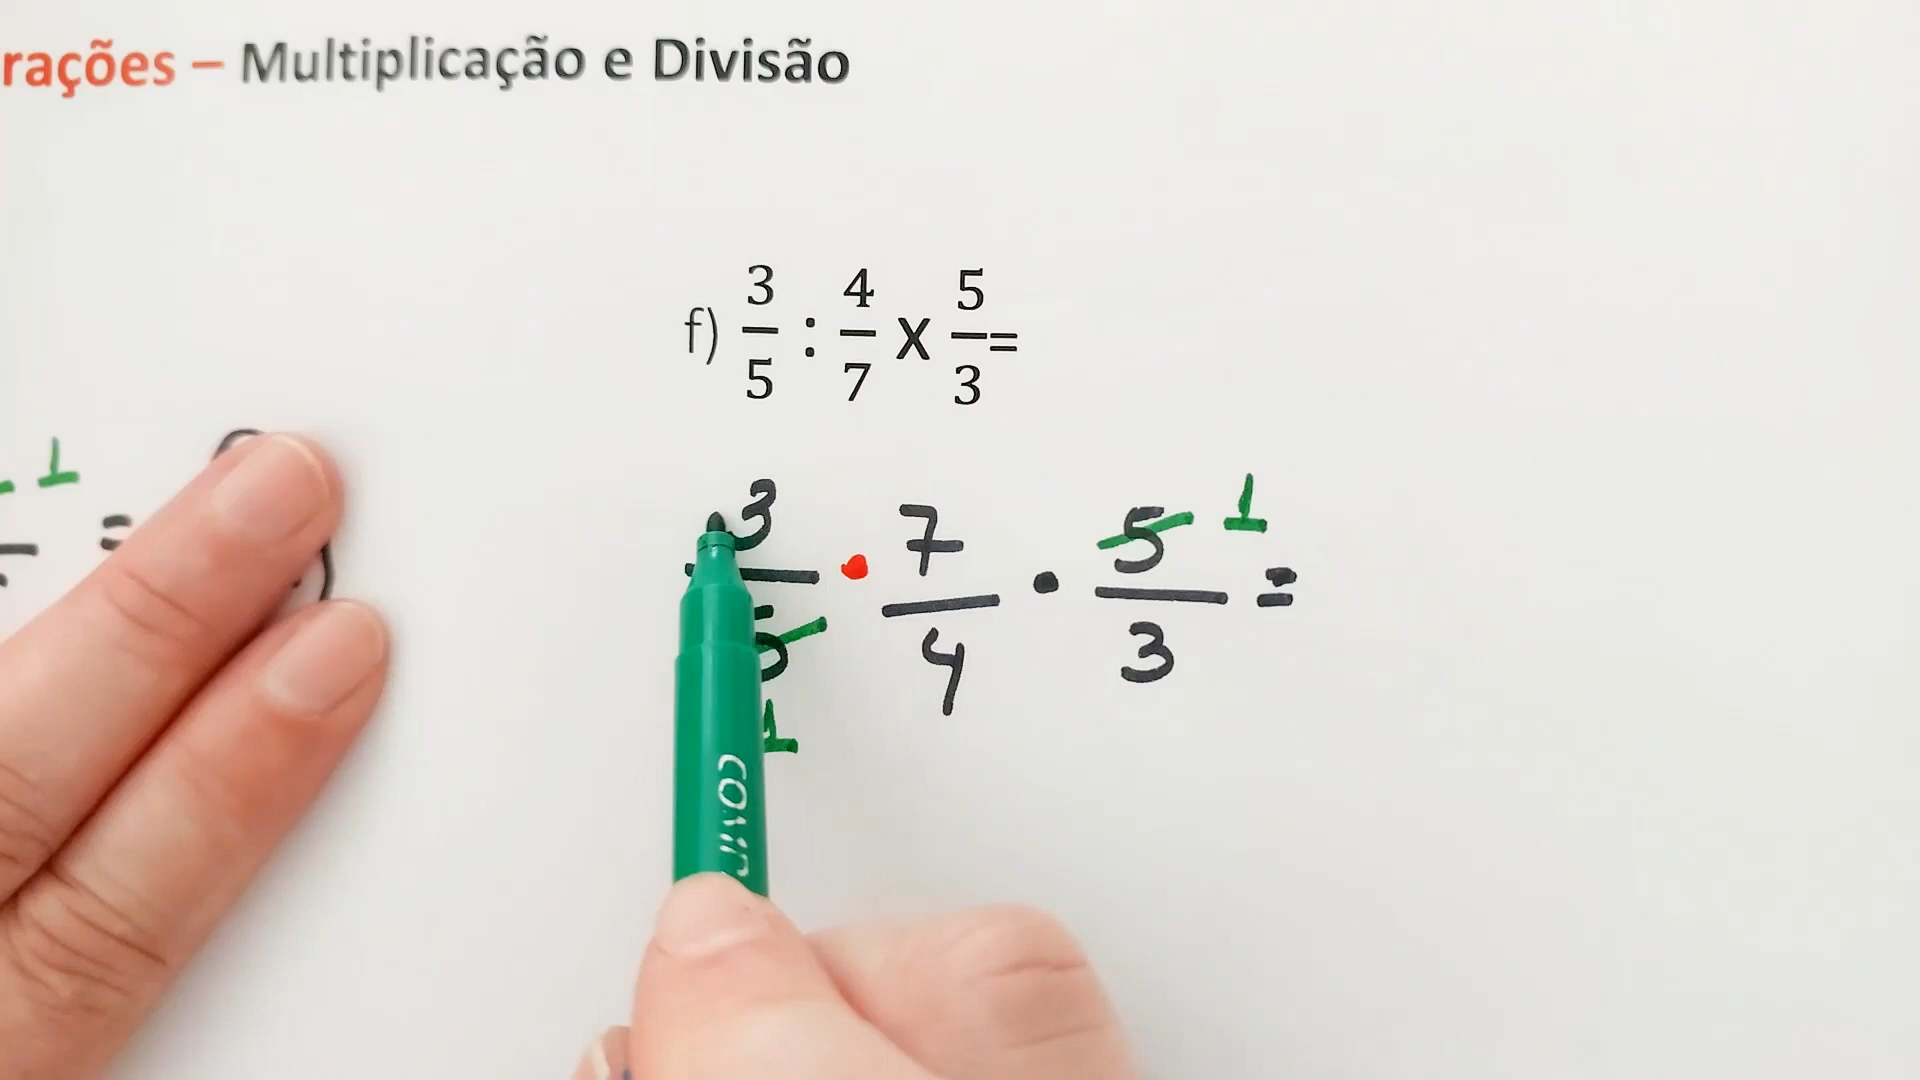 rações – Multiplicação e Divisão
f) 3/5 : 4/7 x 5/3 =
1 =
3/5 · 7/4 · 5/3 1 =
1